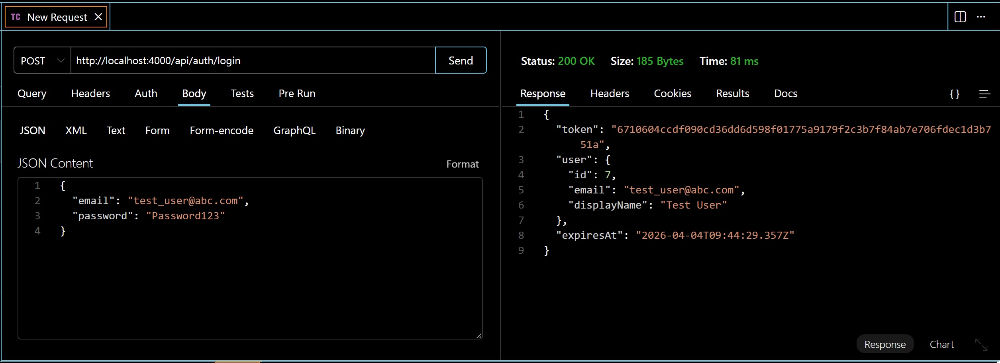 TC New Request
POST http://localhost:4000/api/auth/login Send
Query Headers Auth Body Tests Pre Run
JSON XML Text Form Form-encode GraphQL Binary
JSON Content Format
1 {
2 "email": "test_user@abc.com",
3 "password": "Password123"
4 }
Status: 200 OK Size: 185 Bytes Time: 81 ms
Response Headers Cookies Results Docs { }
1 {
2 "token": "6710604ccdf090cd36dd6d598f01775a9179f2c3b7f84ab7e706fdec1d3b7
51a",
3 "user": {
4 "id": 7,
5 "email": "test_user@abc.com",
6 "displayName": "Test User"
7 },
8 "expiresAt": "2026-04-04T09:44:29.357Z"
9 }
Response Chart